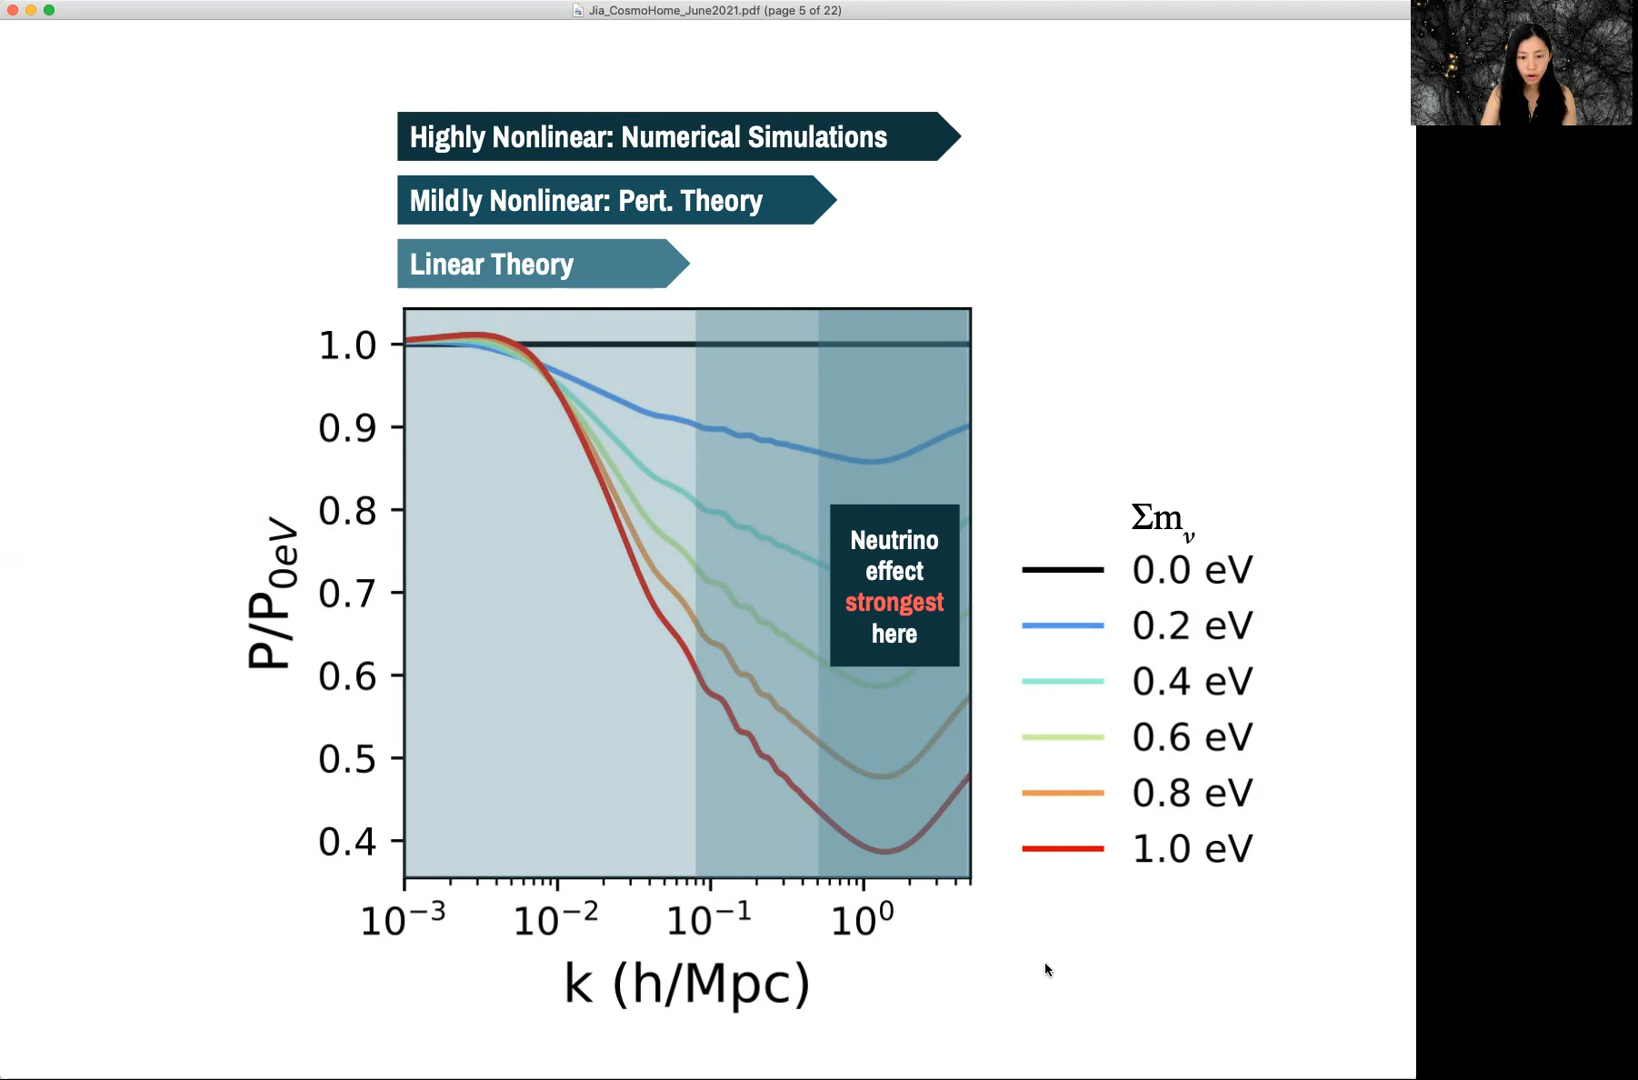 Jia_CosmoHome_June2021.pdf (page 5 of 22)
Highly Nonlinear: Numerical Simulations
Mildly Nonlinear: Pert. Theory
Linear Theory
1.0
0.9
0.8
0.7
0.6
0.5
0.4
P/P₀ₑV
Neutrino
effect
strongest
here
10⁻³ 10⁻² 10⁻¹ 10⁰
k (h/Mpc)
Σmᵥ
0.0 eV
0.2 eV
0.4 eV
0.6 eV
0.8 eV
1.0 eV